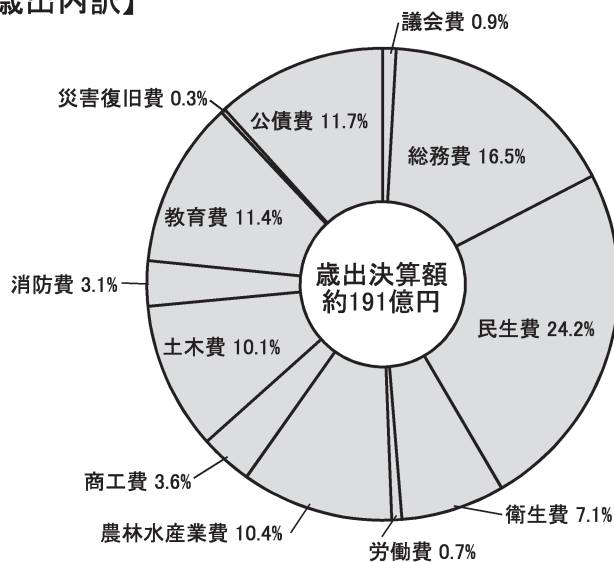 歳出内訳】
議会費 0.9%
総務費 16.5%
民生費 24.2%
衛生費 7.1%
労働費 0.7%
農林水産業費 10.4%
商工費 3.6%
土木費 10.1%
消防費 3.1%
教育費 11.4%
災害復旧費 0.3%
公債費 11.7%
歳出決算額
約191億円